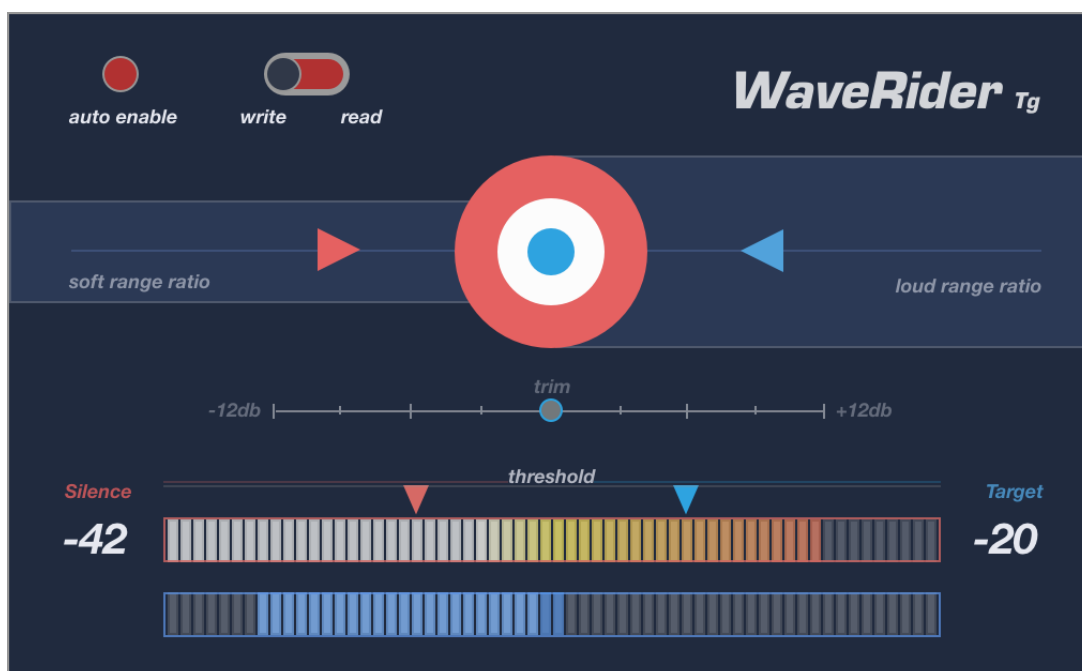 WaveRider Tg
auto enable
write
read
soft range ratio
loud range ratio
trim
-12db
+12db
threshold
Silence
Target
-42
-20